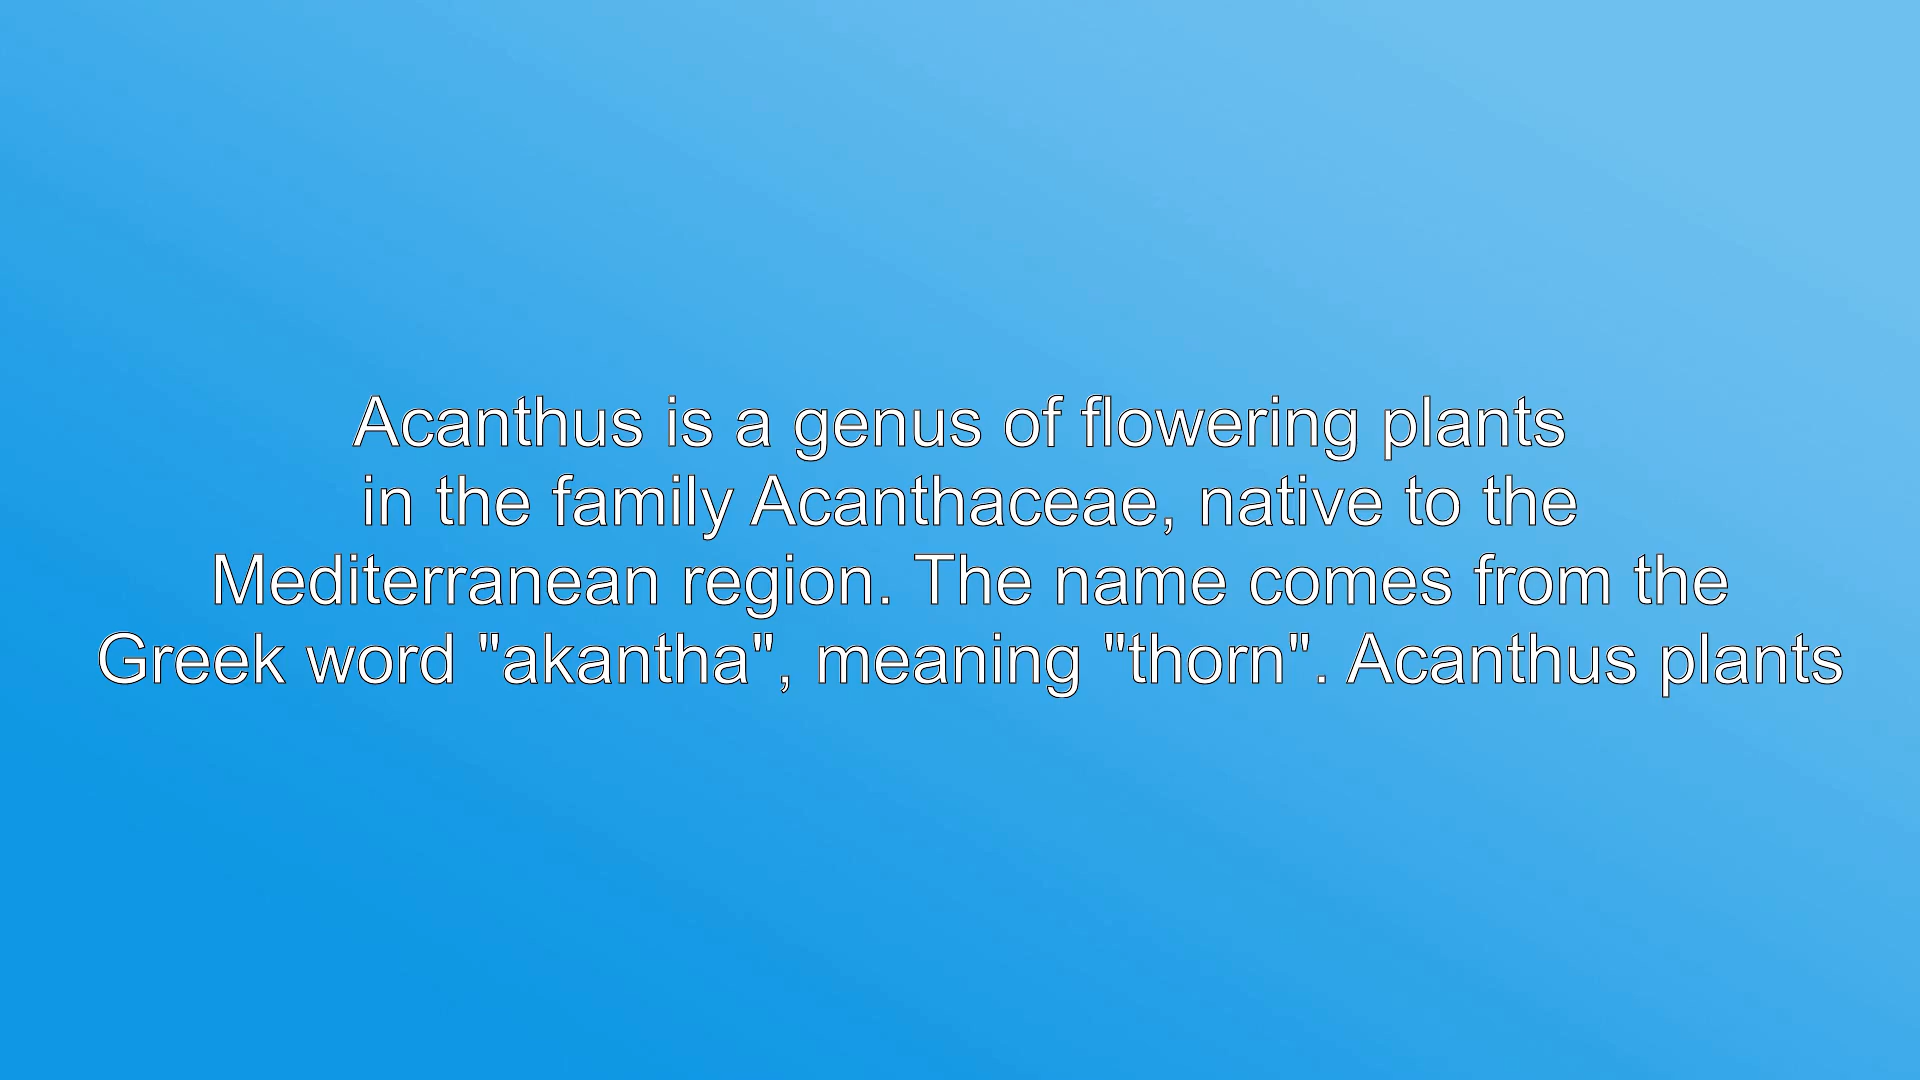 Acanthus is a genus of flowering plants
in the family Acanthaceae, native to the
Mediterranean region. The name comes from the
Greek word "akantha", meaning "thorn". Acanthus plants